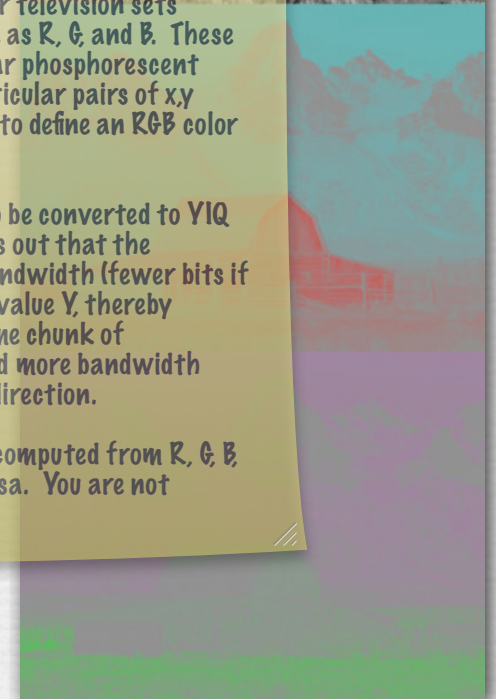 r television sets
as R, G, and B. These
ar phosphorescent
ticular pairs of x,y
to define an RGB color
be converted to YIQ
s out that the
ndwidth (fewer bits if
value Y, thereby
me chunk of
d more bandwidth
direction.
computed from R, G, B,
sa. You are not